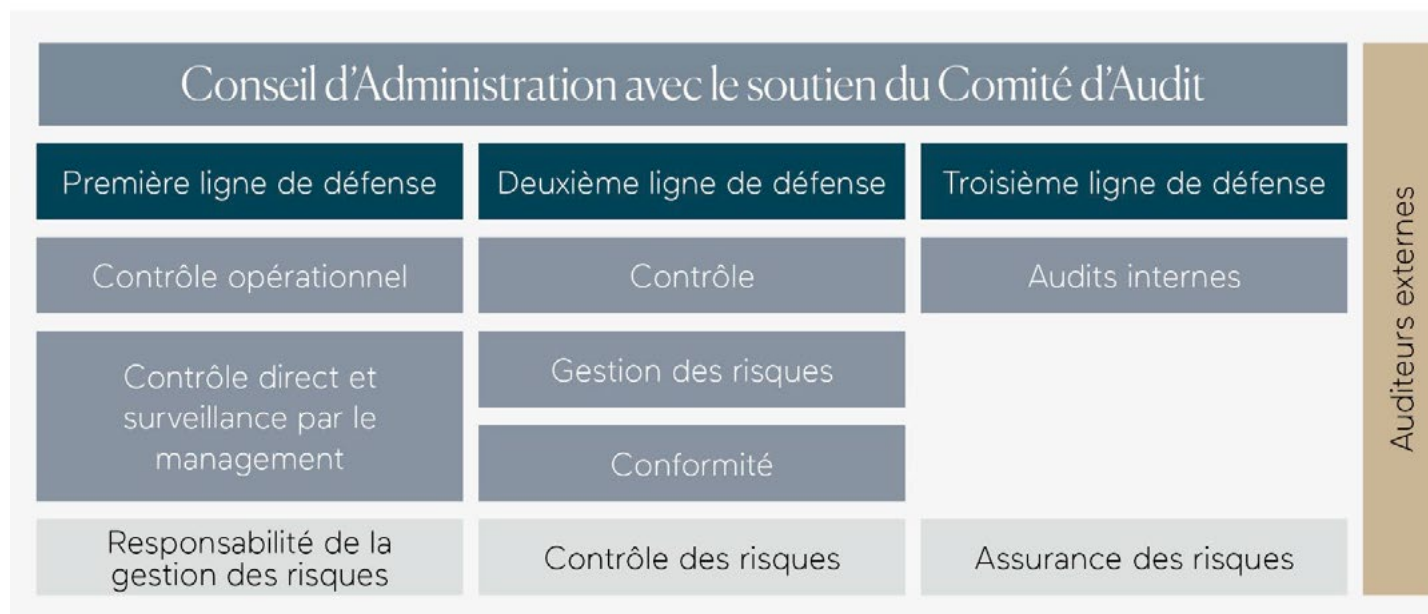 Conseil d’Administration avec le soutien du Comité d’Audit
Première ligne de défense
Deuxième ligne de défense
Troisième ligne de défense
Contrôle opérationnel
Contrôle
Audits internes
Contrôle direct et
surveillance par le
management
Gestion des risques
Conformité
Responsabilité de la
gestion des risques
Contrôle des risques
Assurance des risques
Auditeurs externes